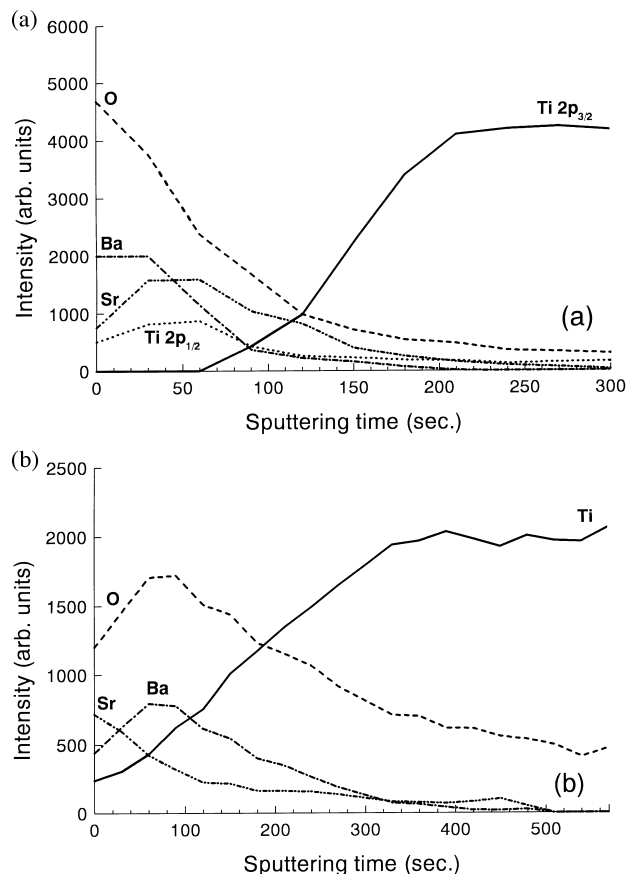 (a)
6000
5000
4000
3000
2000
1000
0
Intensity (arb. units)
O
Ba
Sr
Ti 2p1/2
Ti 2p3/2
(a)
0 50 100 150 200 250 300
Sputtering time (sec.)
(b)
2500
2000
1500
1000
500
0
Intensity (arb. units)
Ti
O
Sr
Ba
(b)
0 100 200 300 400 500
Sputtering time (sec.)